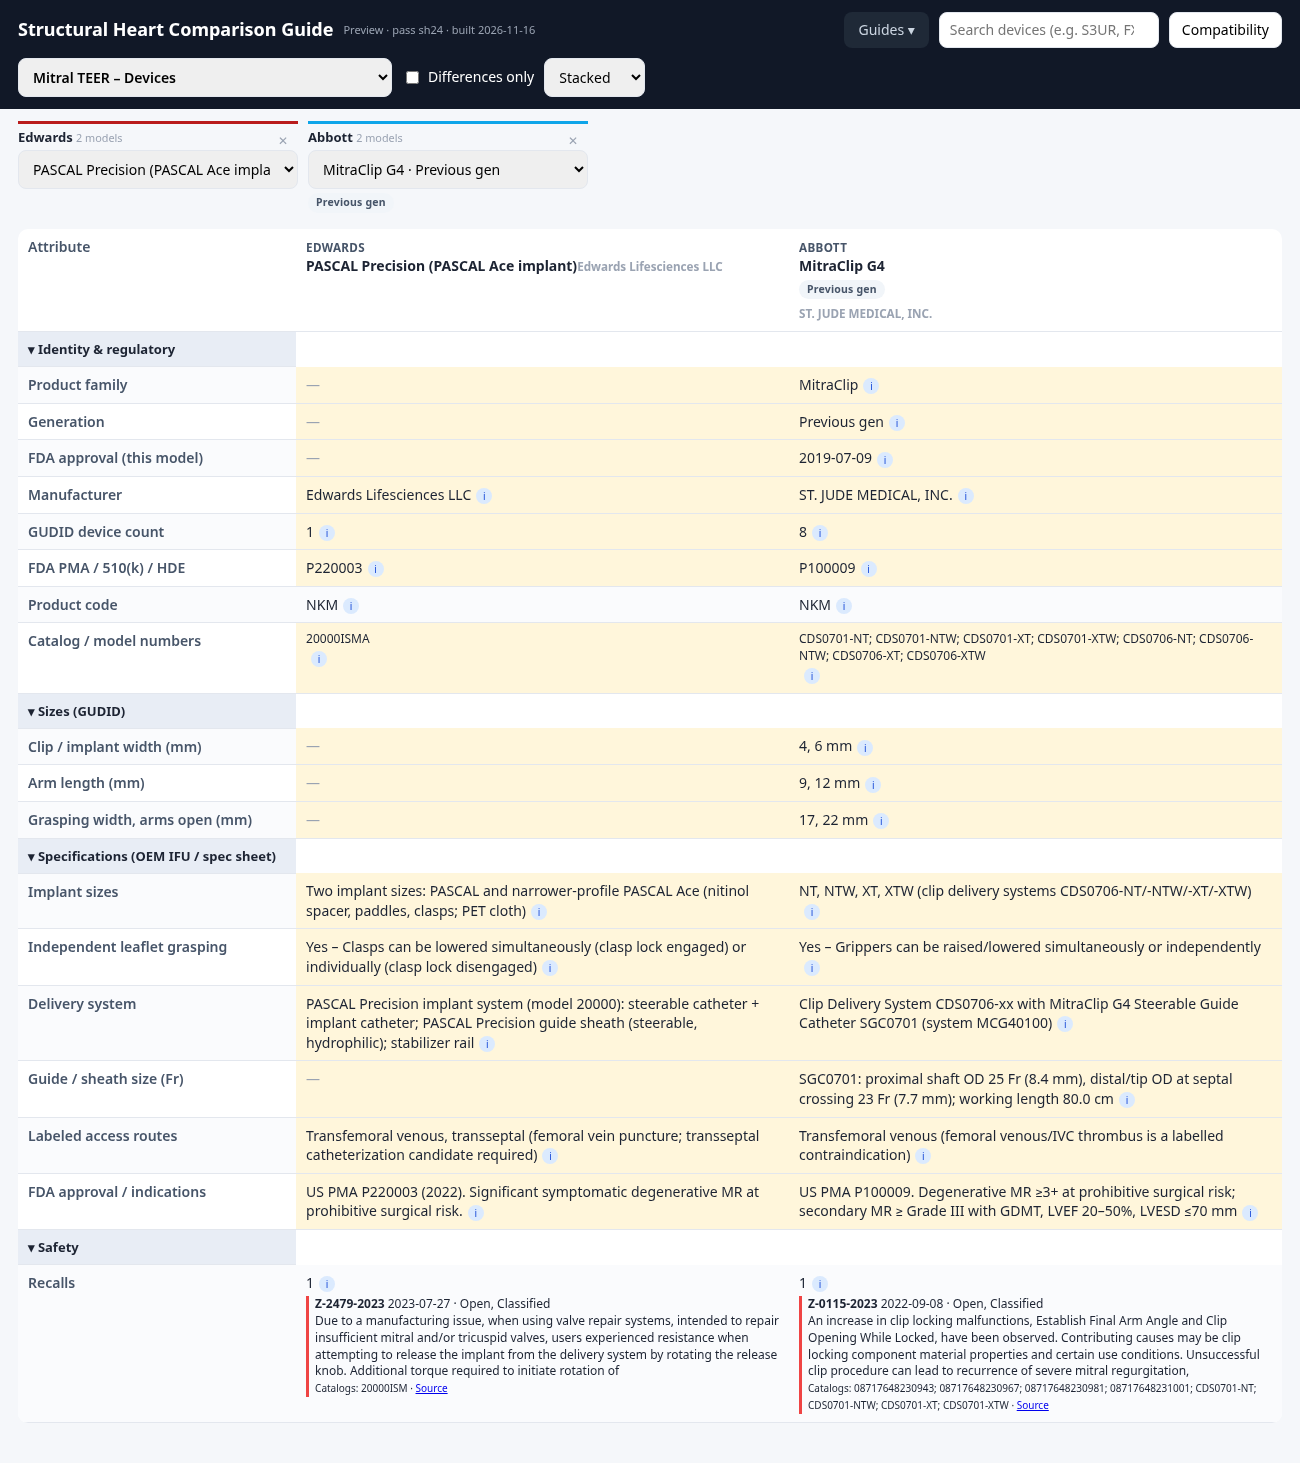 Structural Heart Comparison Guide Preview · pass sh24 · built 2026-11-16
Guides ▾ Search devices (e.g. S3UR, FX Compatibility
Mitral TEER – Devices Differences only Stacked
Edwards 2 models ×
PASCAL Precision (PASCAL Ace impla
Abbott 2 models ×
MitraClip G4 · Previous gen
Previous gen
Attribute
EDWARDS
PASCAL Precision (PASCAL Ace implant)Edwards Lifesciences LLC
ABBOTT
MitraClip G4
Previous gen
ST. JUDE MEDICAL, INC.
▾ Identity & regulatory
Product family — MitraClip i
Generation — Previous gen i
FDA approval (this model) — 2019-07-09 i
Manufacturer Edwards Lifesciences LLC i ST. JUDE MEDICAL, INC. i
GUDID device count 1 i 8 i
FDA PMA / 510(k) / HDE P220003 i P100009 i
Product code NKM i NKM i
Catalog / model numbers
20000ISMA
i
CDS0701-NT; CDS0701-NTW; CDS0701-XT; CDS0701-XTW; CDS0706-NT; CDS0706-
NTW; CDS0706-XT; CDS0706-XTW
i
▾ Sizes (GUDID)
Clip / implant width (mm) — 4, 6 mm i
Arm length (mm) — 9, 12 mm i
Grasping width, arms open (mm) — 17, 22 mm i
▾ Specifications (OEM IFU / spec sheet)
Implant sizes
Two implant sizes: PASCAL and narrower-profile PASCAL Ace (nitinol
spacer, paddles, clasps; PET cloth) i
NT, NTW, XT, XTW (clip delivery systems CDS0706-NT/-NTW/-XT/-XTW)
i
Independent leaflet grasping
Yes – Clasps can be lowered simultaneously (clasp lock engaged) or
individually (clasp lock disengaged) i
Yes – Grippers can be raised/lowered simultaneously or independently
i
Delivery system
PASCAL Precision implant system (model 20000): steerable catheter +
implant catheter; PASCAL Precision guide sheath (steerable,
hydrophilic); stabilizer rail i
Clip Delivery System CDS0706-xx with MitraClip G4 Steerable Guide
Catheter SGC0701 (system MCG40100) i
Guide / sheath size (Fr)
—
SGC0701: proximal shaft OD 25 Fr (8.4 mm), distal/tip OD at septal
crossing 23 Fr (7.7 mm); working length 80.0 cm i
Labeled access routes
Transfemoral venous, transseptal (femoral vein puncture; transseptal
catheterization candidate required) i
Transfemoral venous (femoral venous/IVC thrombus is a labelled
contraindication) i
FDA approval / indications
US PMA P220003 (2022). Significant symptomatic degenerative MR at
prohibitive surgical risk. i
US PMA P100009. Degenerative MR ≥3+ at prohibitive surgical risk;
secondary MR ≥ Grade III with GDMT, LVEF 20–50%, LVESD ≤70 mm i
▾ Safety
Recalls
1 i
Z-2479-2023 2023-07-27 · Open, Classified
Due to a manufacturing issue, when using valve repair systems, intended to repair
insufficient mitral and/or tricuspid valves, users experienced resistance when
attempting to release the implant from the delivery system by rotating the release
knob. Additional torque required to initiate rotation of
Catalogs: 20000ISM · Source
1 i
Z-0115-2023 2022-09-08 · Open, Classified
An increase in clip locking malfunctions, Establish Final Arm Angle and Clip
Opening While Locked, have been observed. Contributing causes may be clip
locking component material properties and certain use conditions. Unsuccessful
clip procedure can lead to recurrence of severe mitral regurgitation,
Catalogs: 08717648230943; 08717648230967; 08717648230981; 08717648231001; CDS0701-NT;
CDS0701-NTW; CDS0701-XT; CDS0701-XTW · Source